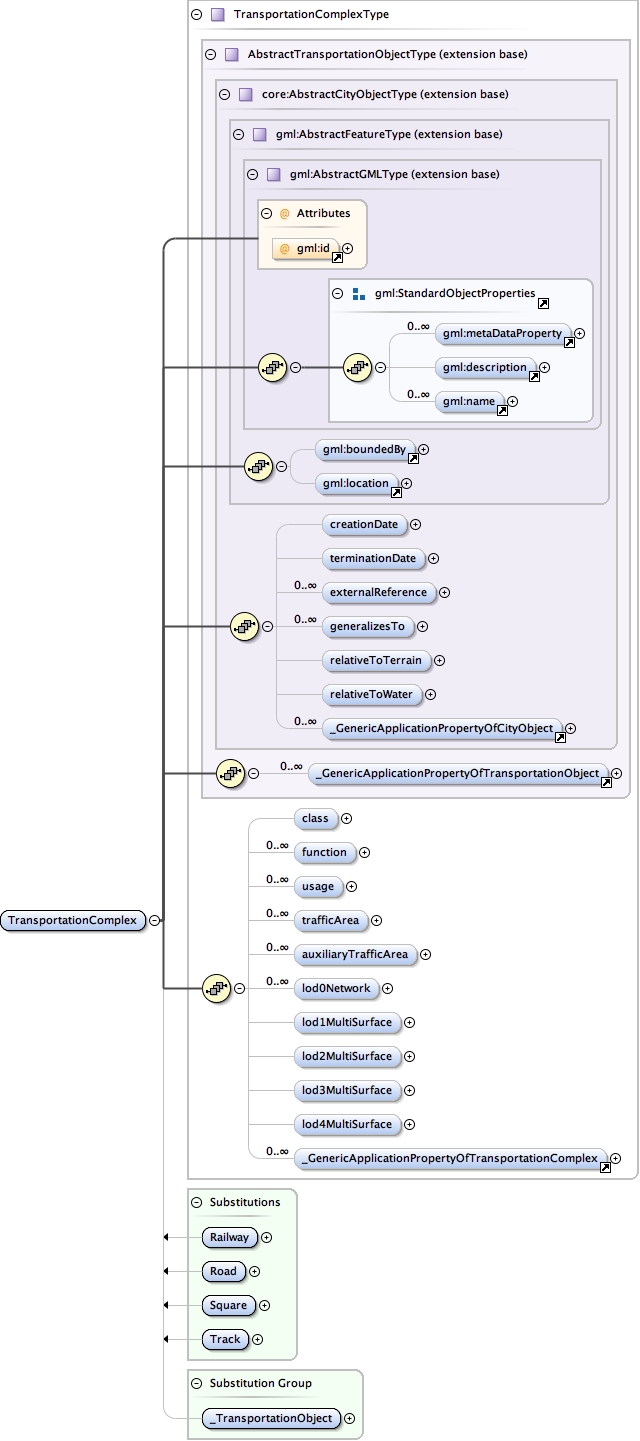 TransportationComplexType
AbstractTransportationObjectType (extension base)
core:AbstractCityObjectType (extension base)
gml:AbstractFeatureType (extension base)
gml:AbstractGMLType (extension base)
@ Attributes
@ gml:id
gml:StandardObjectProperties
0..∞ gml:metaDataProperty
gml:description
0..∞ gml:name
gml:boundedBy
gml:location
creationDate
terminationDate
0..∞ externalReference
0..∞ generalizesTo
relativeToTerrain
relativeToWater
0..∞ _GenericApplicationPropertyOfCityObject
0..∞ _GenericApplicationPropertyOfTransportationObject
class
0..∞ function
0..∞ usage
0..∞ trafficArea
TransportationComplex
0..∞ auxiliaryTrafficArea
0..∞ lod0Network
lod1MultiSurface
lod2MultiSurface
lod3MultiSurface
lod4MultiSurface
0..∞ _GenericApplicationPropertyOfTransportationComplex
Substitutions
Railway
Road
Square
Track
Substitution Group
_TransportationObject